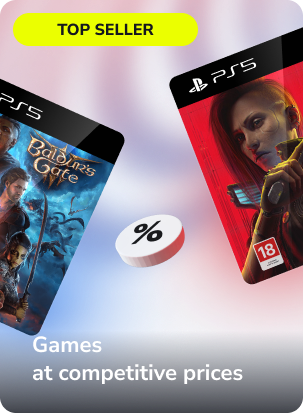 TOP SELLER
PS5
PS5
BALDUR'S
GATE
%
18
Games
at competitive prices